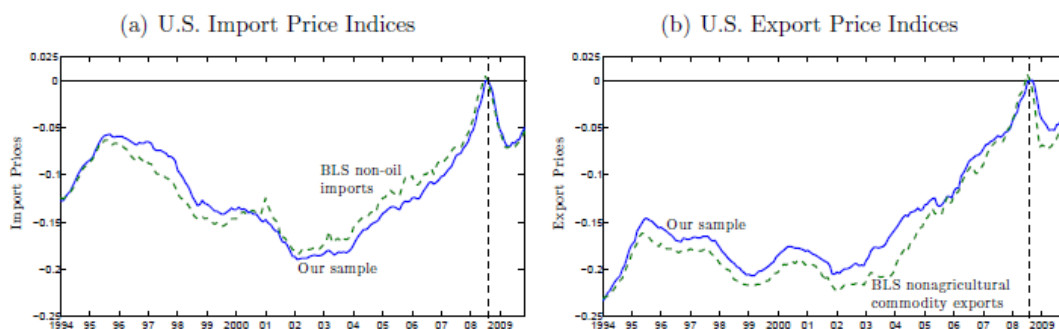 (a) U.S. Import Price Indices
0.025
0
−0.05
−0.1
−0.15
−0.2
−0.25
Import Prices
BLS non-oil
imports
Our sample
1994 95 96 97 98 99 2000 01 02 03 04 05 06 07 08 2009
(b) U.S. Export Price Indices
0.025
0
−0.05
−0.1
−0.15
−0.2
−0.25
Export Prices
Our sample
BLS nonagricultural
commodity exports
1994 95 96 97 98 99 2000 01 02 03 04 05 06 07 08 2009